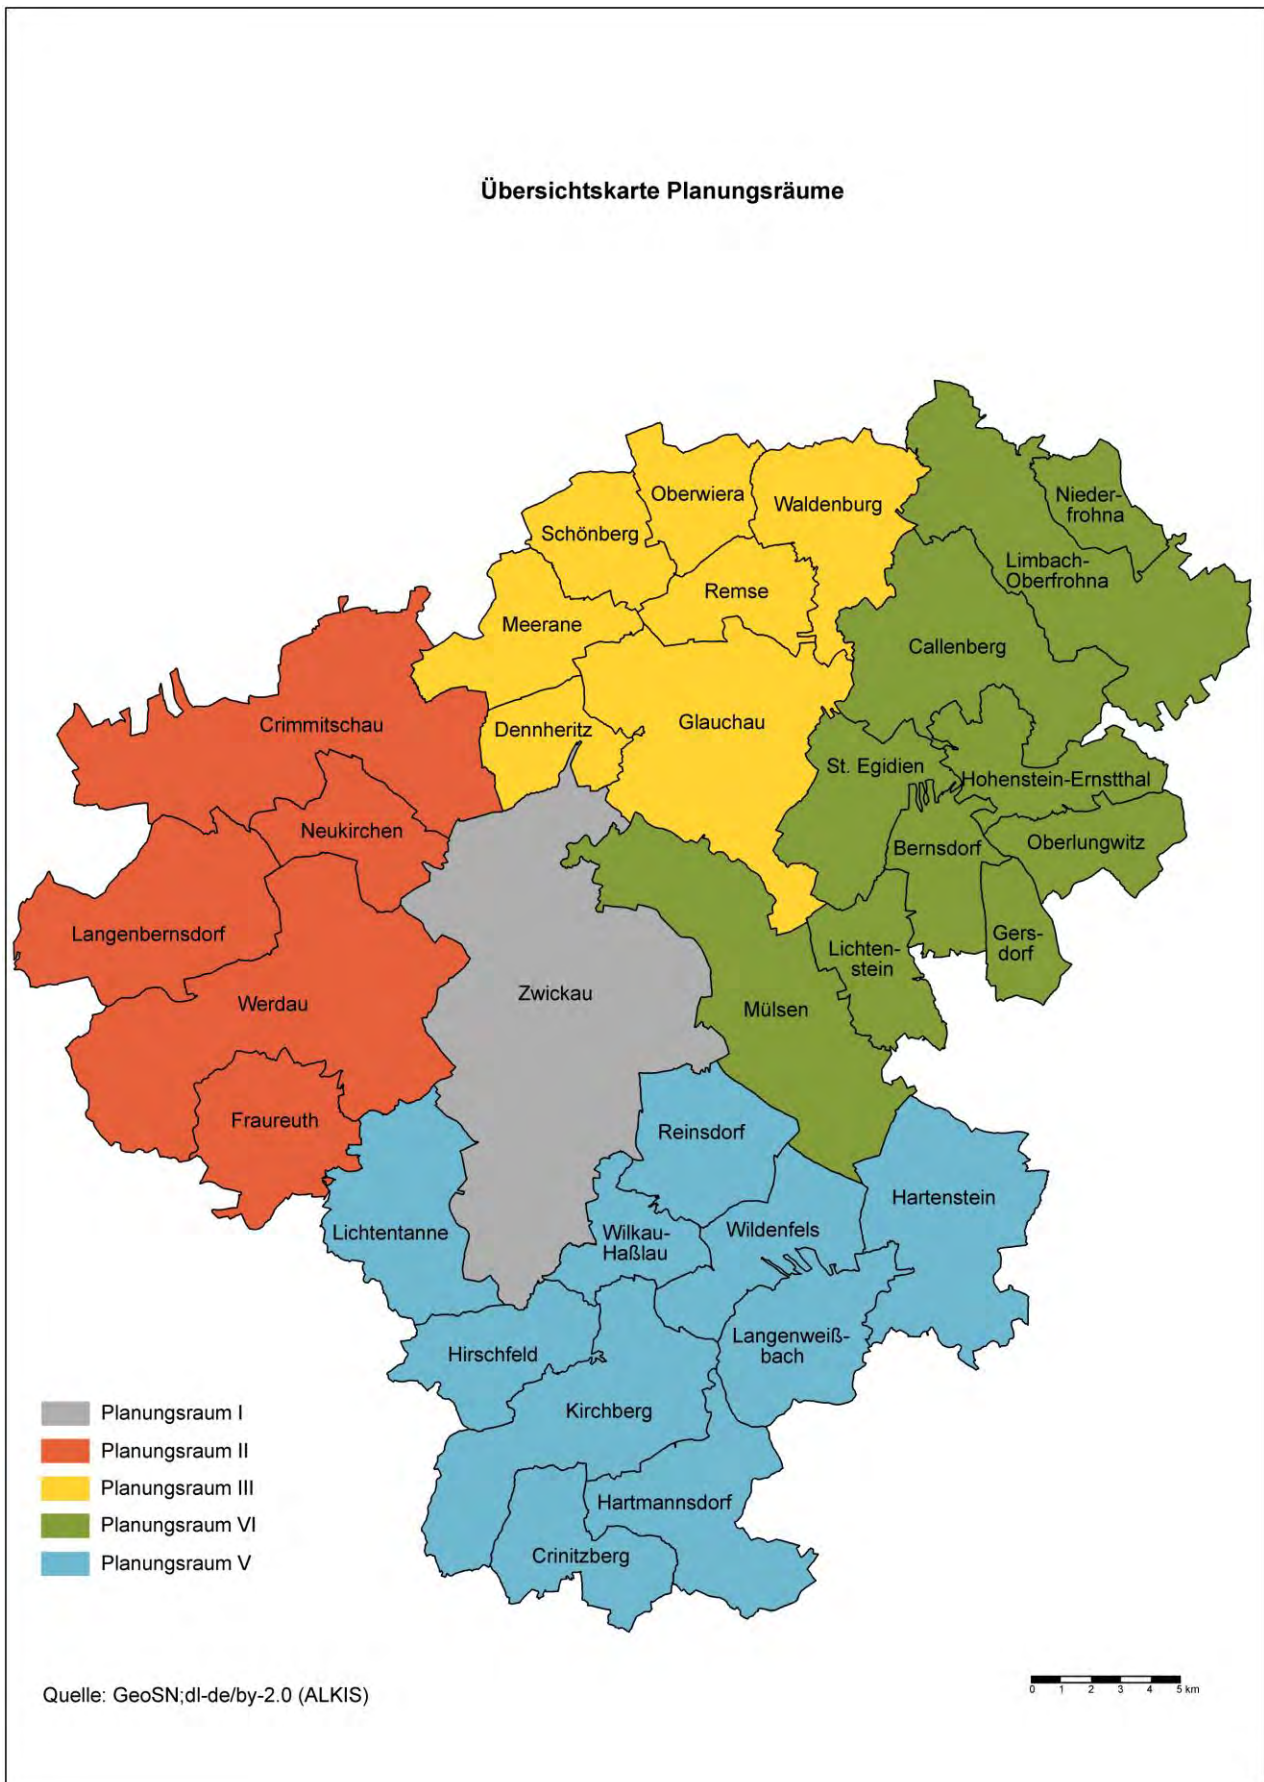 Übersichtskarte Planungsräume
Oberwiera
Waldenburg
Nieder-
frohna
Schönberg
Limbach-
Oberfrohna
Remse
Meerane
Callenberg
Crimmitschau
Dennheritz
Glauchau
St. Egidien
Hohenstein-Ernstthal
Neukirchen
Bernsdorf
Oberlungwitz
Langenbernsdorf
Gers-
dorf
Lichten-
stein
Zwickau
Werdau
Mülsen
Fraureuth
Reinsdorf
Hartenstein
Lichtentanne
Wilkau-
Haßlau
Wildenfels
Hirschfeld
Langenweiß-
bach
Kirchberg
Hartmannsdorf
Crinitzberg
Planungsraum I
Planungsraum II
Planungsraum III
Planungsraum VI
Planungsraum V
Quelle: GeoSN;dl-de/by-2.0 (ALKIS)
0 1 2 3 4 5 km